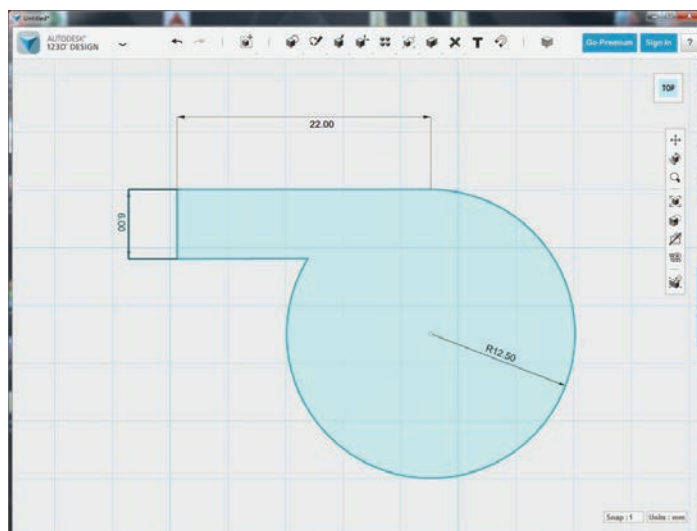 Untitled*
AUTODESK®
123D® DESIGN
Go Premium
Sign In
?
TOP
22.00
6.00
R12.50
Snap : 1
Units : mm